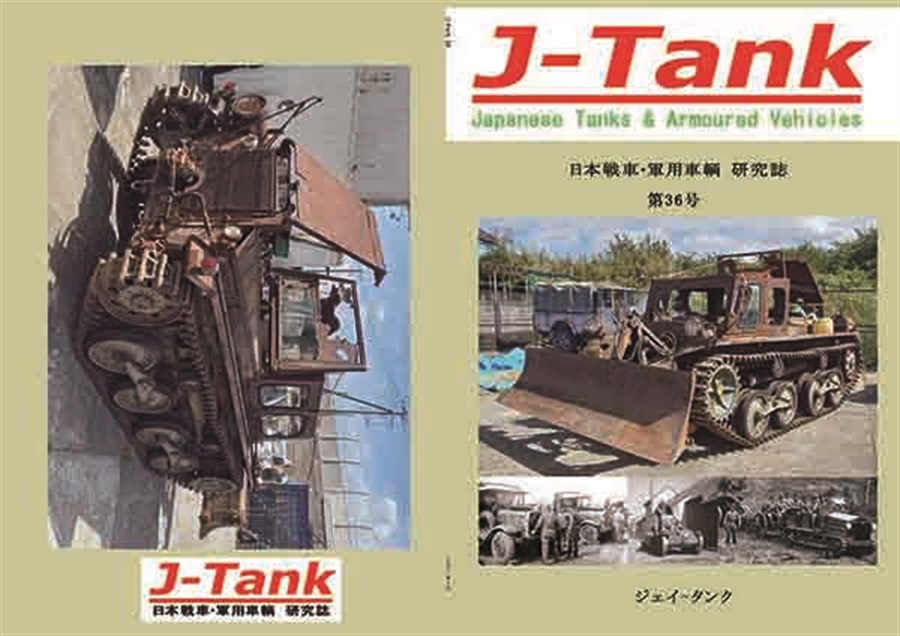 J-Tank
Japanese Tanks & Armoured Vehicles
日本戦車・軍用車輌 研究誌
第36号
ジェイ-タンク
J-Tank
日本戦車・軍用車輌 研究誌